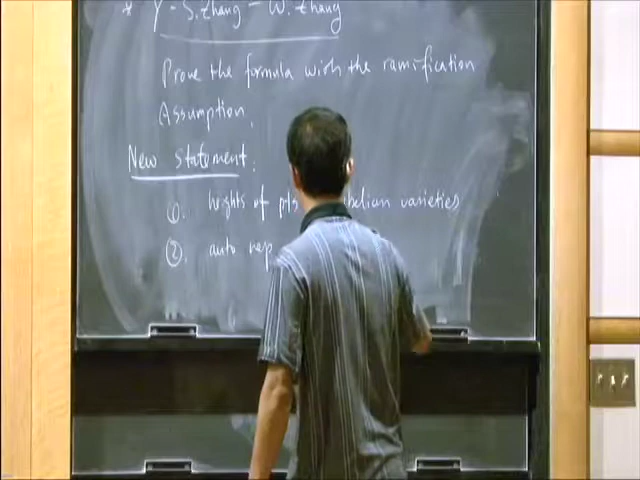 * Y - S. Zhang - W. Zhang
Prove the formula with the ramification
Assumption.
New statement:
①. heights of pts abelian varieties
②. auto rep